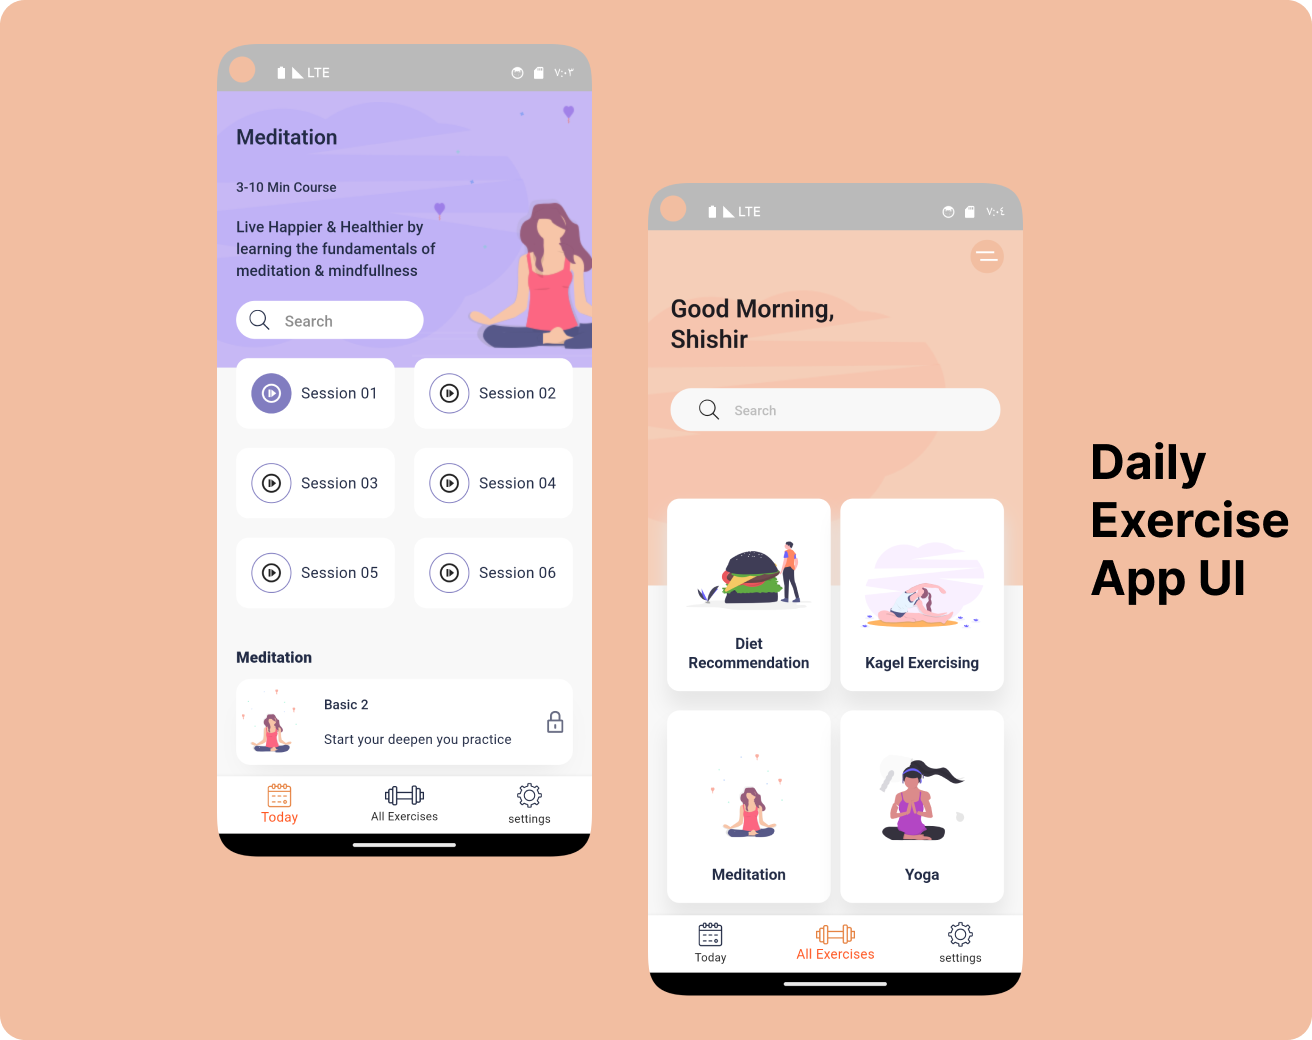 LTE
٧:٠٣
Meditation
3-10 Min Course
Live Happier & Healthier by
learning the fundamentals of
meditation & mindfullness
Search
Session 01
Session 02
Session 03
Session 04
Session 05
Session 06
Meditation
Basic 2
Start your deepen you practice
Today
All Exercises
settings
LTE
٧:٠٤
Good Morning,
Shishir
Search
Diet
Recommendation
Kagel Exercising
Meditation
Yoga
Today
All Exercises
settings
Daily
Exercise
App UI